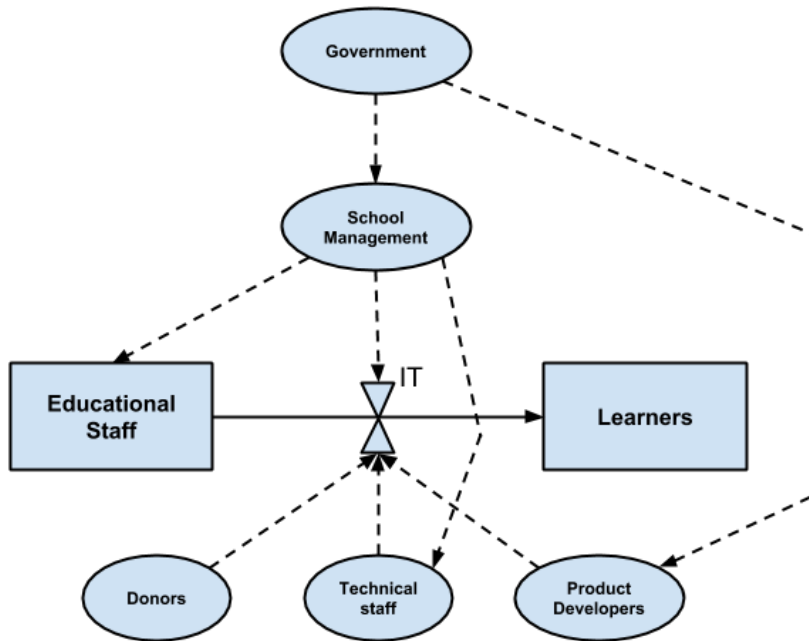 Government
School
Management
IT
Educational
Staff
Learners
Donors
Technical
staff
Product
Developers